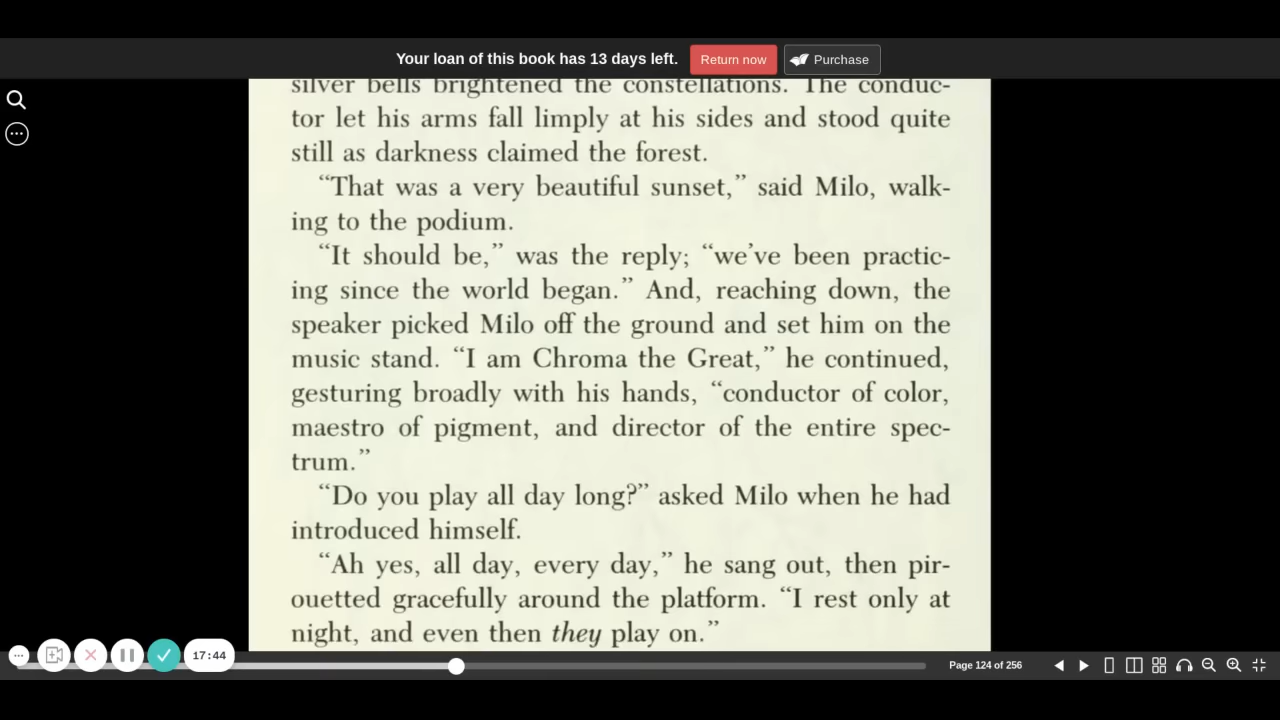 Your loan of this book has 13 days left. Return now Purchase
silver bells brightened the constellations. The conduc-
tor let his arms fall limply at his sides and stood quite
still as darkness claimed the forest.
“That was a very beautiful sunset,” said Milo, walk-
ing to the podium.
“It should be,” was the reply; “we’ve been practic-
ing since the world began.” And, reaching down, the
speaker picked Milo off the ground and set him on the
music stand. “I am Chroma the Great,” he continued,
gesturing broadly with his hands, “conductor of color,
maestro of pigment, and director of the entire spec-
trum.”
“Do you play all day long?” asked Milo when he had
introduced himself.
“Ah yes, all day, every day,” he sang out, then pir-
ouetted gracefully around the platform. “I rest only at
night, and even then they play on.”
17:44
Page 124 of 256